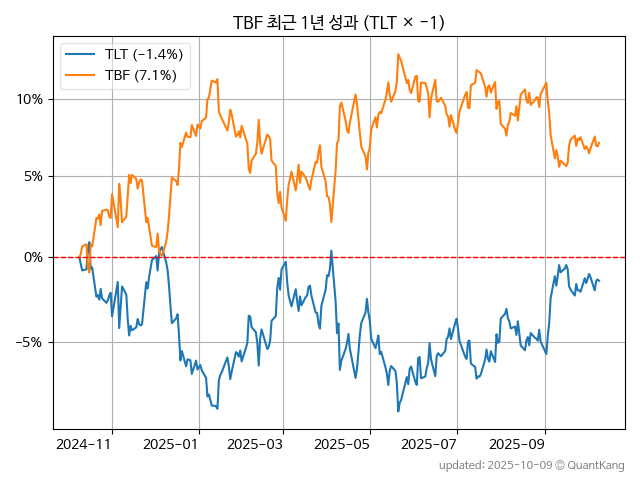 TBF 최근 1년 성과 (TLT × -1)
TLT (-1.4%)
TBF (7.1%)
10%
5%
0%
-5%
2024-11 2025-01 2025-03 2025-05 2025-07 2025-09
updated: 2025-10-09 © QuantKang